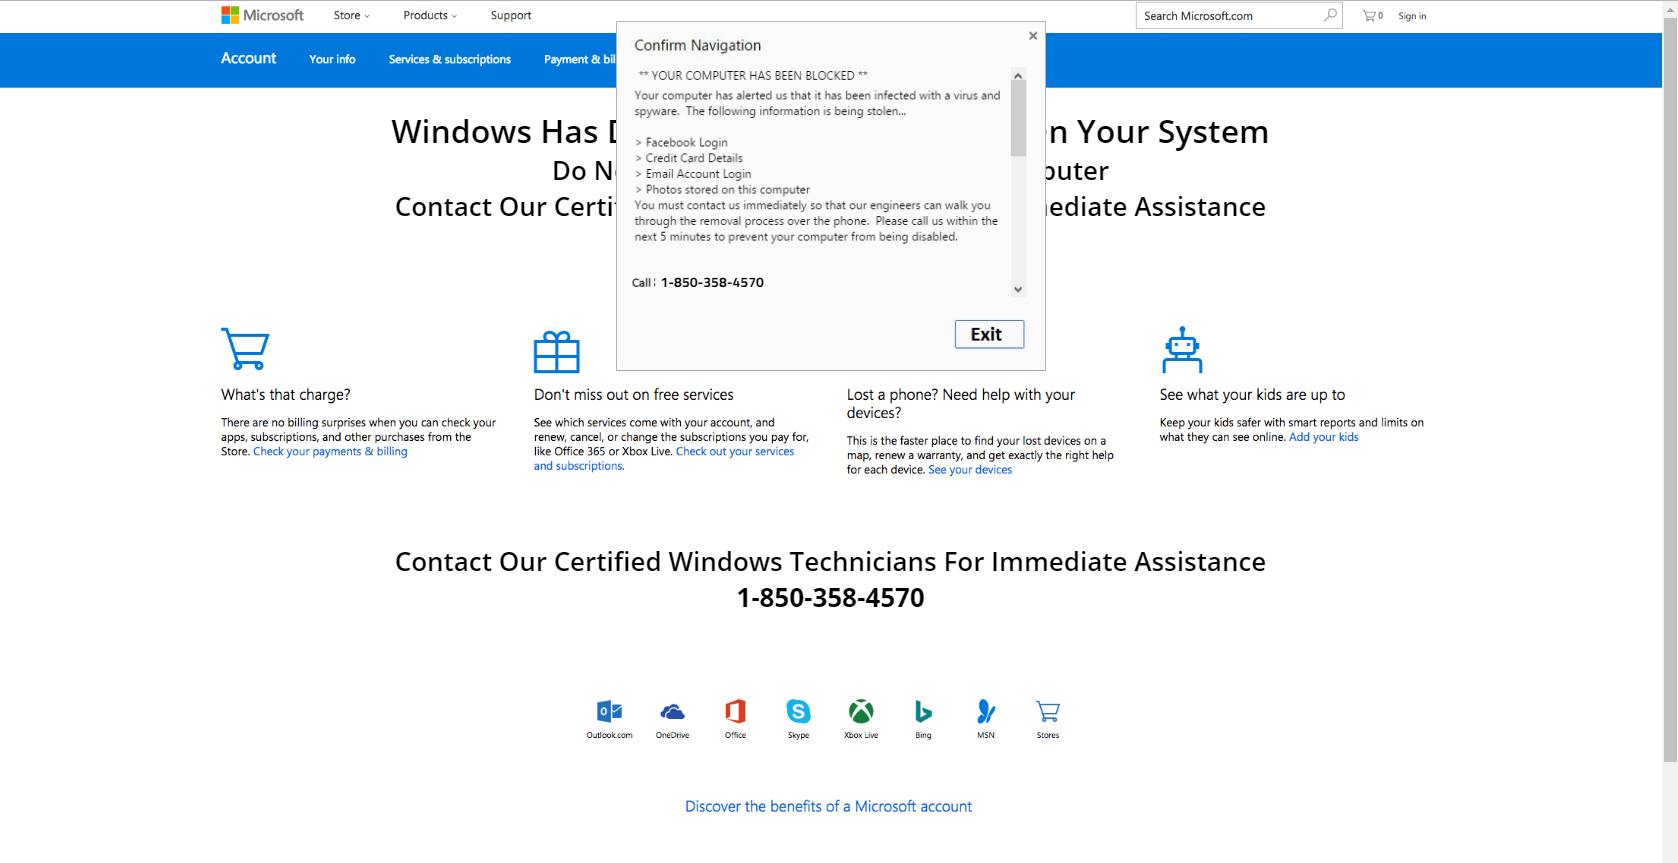 Microsoft Store Products Support Search Microsoft.com 0 Sign in
Account Your info Services & subscriptions Payment &
Confirm Navigation
** YOUR COMPUTER HAS BEEN BLOCKED **
Your computer has alerted us that it has been infected with a virus and
spyware. The following information is being stolen...
> Facebook Login
> Credit Card Details
> Email Account Login
> Photos stored on this computer
You must contact us immediately so that our engineers can walk you
through the removal process over the phone. Please call us within the
next 5 minutes to prevent your computer from being disabled.
Call: 1-850-358-4570
Exit
Windows Has Your System
Do
Contact Our Assistance
What's that charge?
There are no billing surprises when you can check your
apps, subscriptions, and other purchases from the
Store. Check your payments & billing
Don't miss out on free services
See which services come with your account, and
renew, cancel, or change the subscriptions you pay for,
like Office 365 or Xbox Live. Check out your services
and subscriptions.
Lost a phone? Need help with your
devices?
This is the faster place to find your lost devices on a
map, renew a warranty, and get exactly the right help
for each device. See your devices
See what your kids are up to
Keep your kids safer with smart reports and limits on
what they can see online. Add your kids
Contact Our Certified Windows Technicians For Immediate Assistance
1-850-358-4570
Outlook.com OneDrive Office Skype Xbox Live Bing MSN Stores
Discover the benefits of a Microsoft account